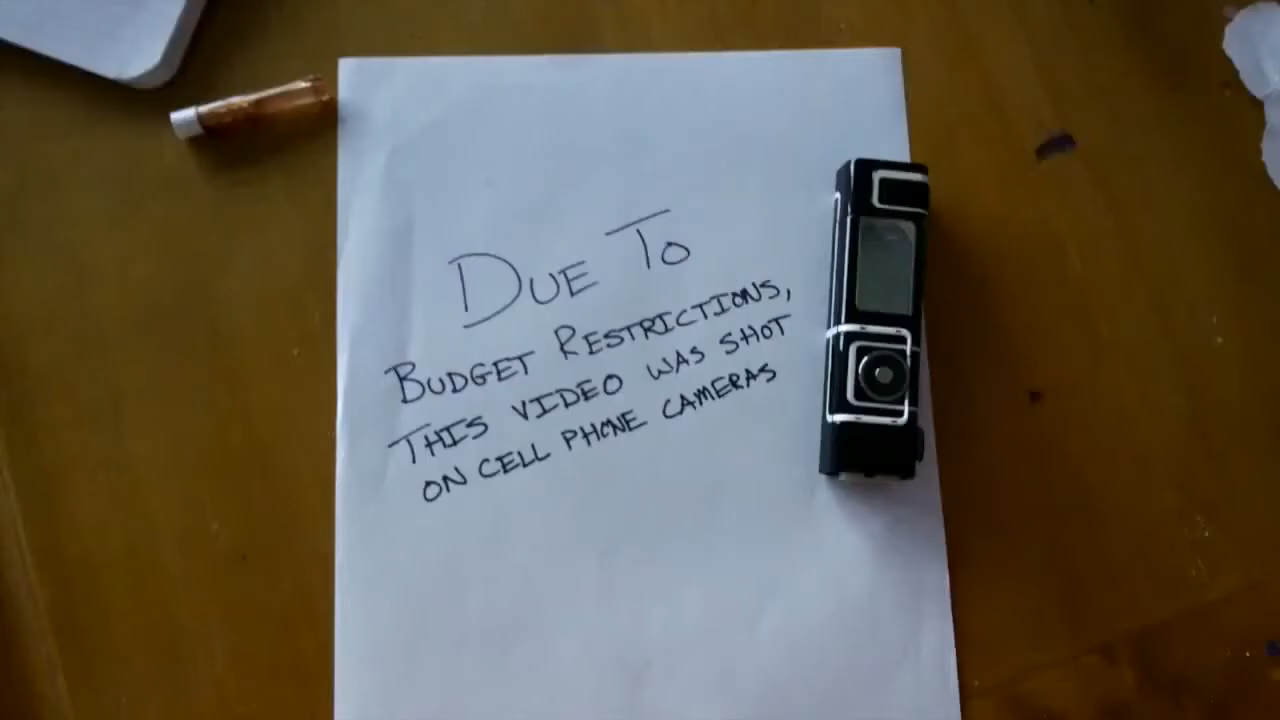 DUE TO
BUDGET RESTRICTIONS,
THIS VIDEO WAS SHOT
ON CELL PHONE CAMERAS